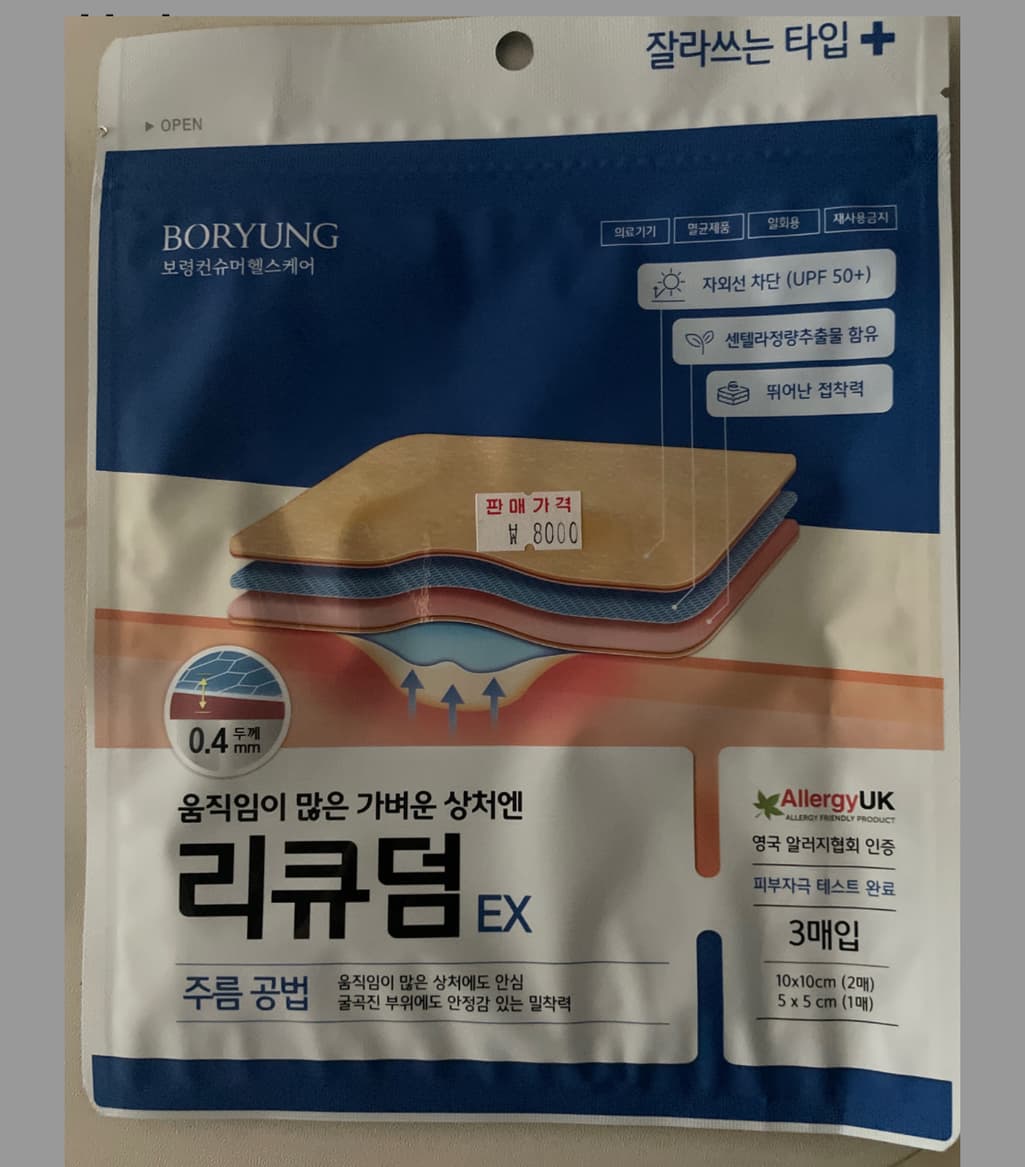 잘라쓰는 타입 +
▶ OPEN
BORYUNG
보령컨슈머헬스케어
의료기기 멸균제품 일회용 재사용금지
자외선 차단 (UPF 50+)
센텔라정량추출물 함유
뛰어난 접착력
판매가격
₩ 8000
0.4 두께 mm
움직임이 많은 가벼운 상처엔
리큐덤 EX
주름 공법
움직임이 많은 상처에도 안심
굴곡진 부위에도 안정감 있는 밀착력
AllergyUK
ALLERGY FRIENDLY PRODUCT
영국 알러지협회 인증
피부자극 테스트 완료
3매입
10x10cm (2매)
5 x 5 cm (1매)